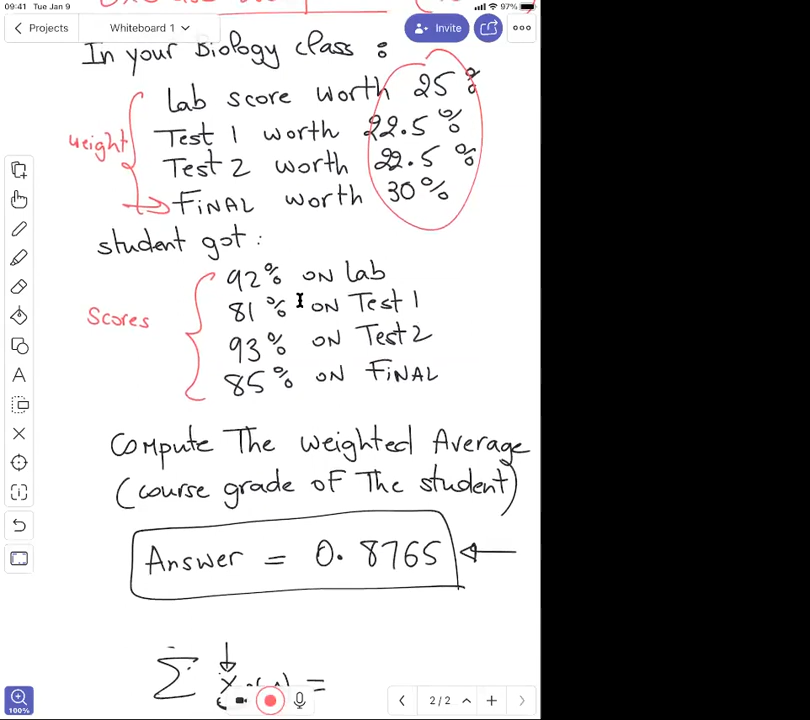 09:41 Tue Jan 9
97%
Projects
Whiteboard 1
Invite
In your Biology class :
Lab score worth 25 %
weight
Test 1 worth 22.5 %
Test 2 worth 22.5 %
FINAL worth 30%
student got :
92% ON Lab
81% ON Test 1
Scores
93% ON Test 2
85% ON FINAL
Compute The weighted Average
(course grade of The student)
Answer = 0.8765
Σ
=
100%
2/2
A